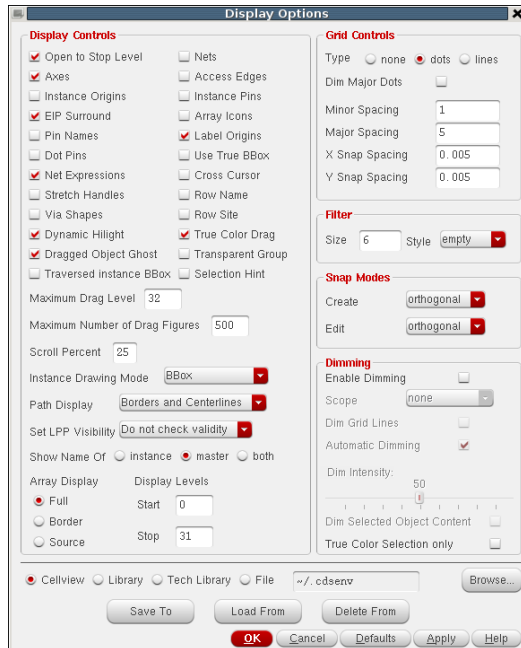 Display Options
Display Controls
Open to Stop Level
Nets
Axes
Access Edges
Instance Origins
Instance Pins
EIP Surround
Array Icons
Pin Names
Label Origins
Dot Pins
Use True BBox
Net Expressions
Cross Cursor
Stretch Handles
Row Name
Via Shapes
Row Site
Dynamic Hilight
True Color Drag
Dragged Object Ghost
Transparent Group
Traversed instance BBox
Selection Hint
Maximum Drag Level 32
Maximum Number of Drag Figures 500
Scroll Percent 25
Instance Drawing Mode BBox
Path Display Borders and Centerlines
Set LPP Visibility Do not check validity
Show Name Of instance master both
Array Display
Full
Border
Source
Display Levels
Start 0
Stop 31
Grid Controls
Type none dots lines
Dim Major Dots
Minor Spacing 1
Major Spacing 5
X Snap Spacing 0.005
Y Snap Spacing 0.005
Filter
Size 6 Style empty
Snap Modes
Create orthogonal
Edit orthogonal
Dimming
Enable Dimming
Scope none
Dim Grid Lines
Automatic Dimming
Dim Intensity:
50
Dim Selected Object Content
True Color Selection only
Cellview Library Tech Library File ~/.cdsenv Browse...
Save To Load From Delete From
OK Cancel Defaults Apply Help